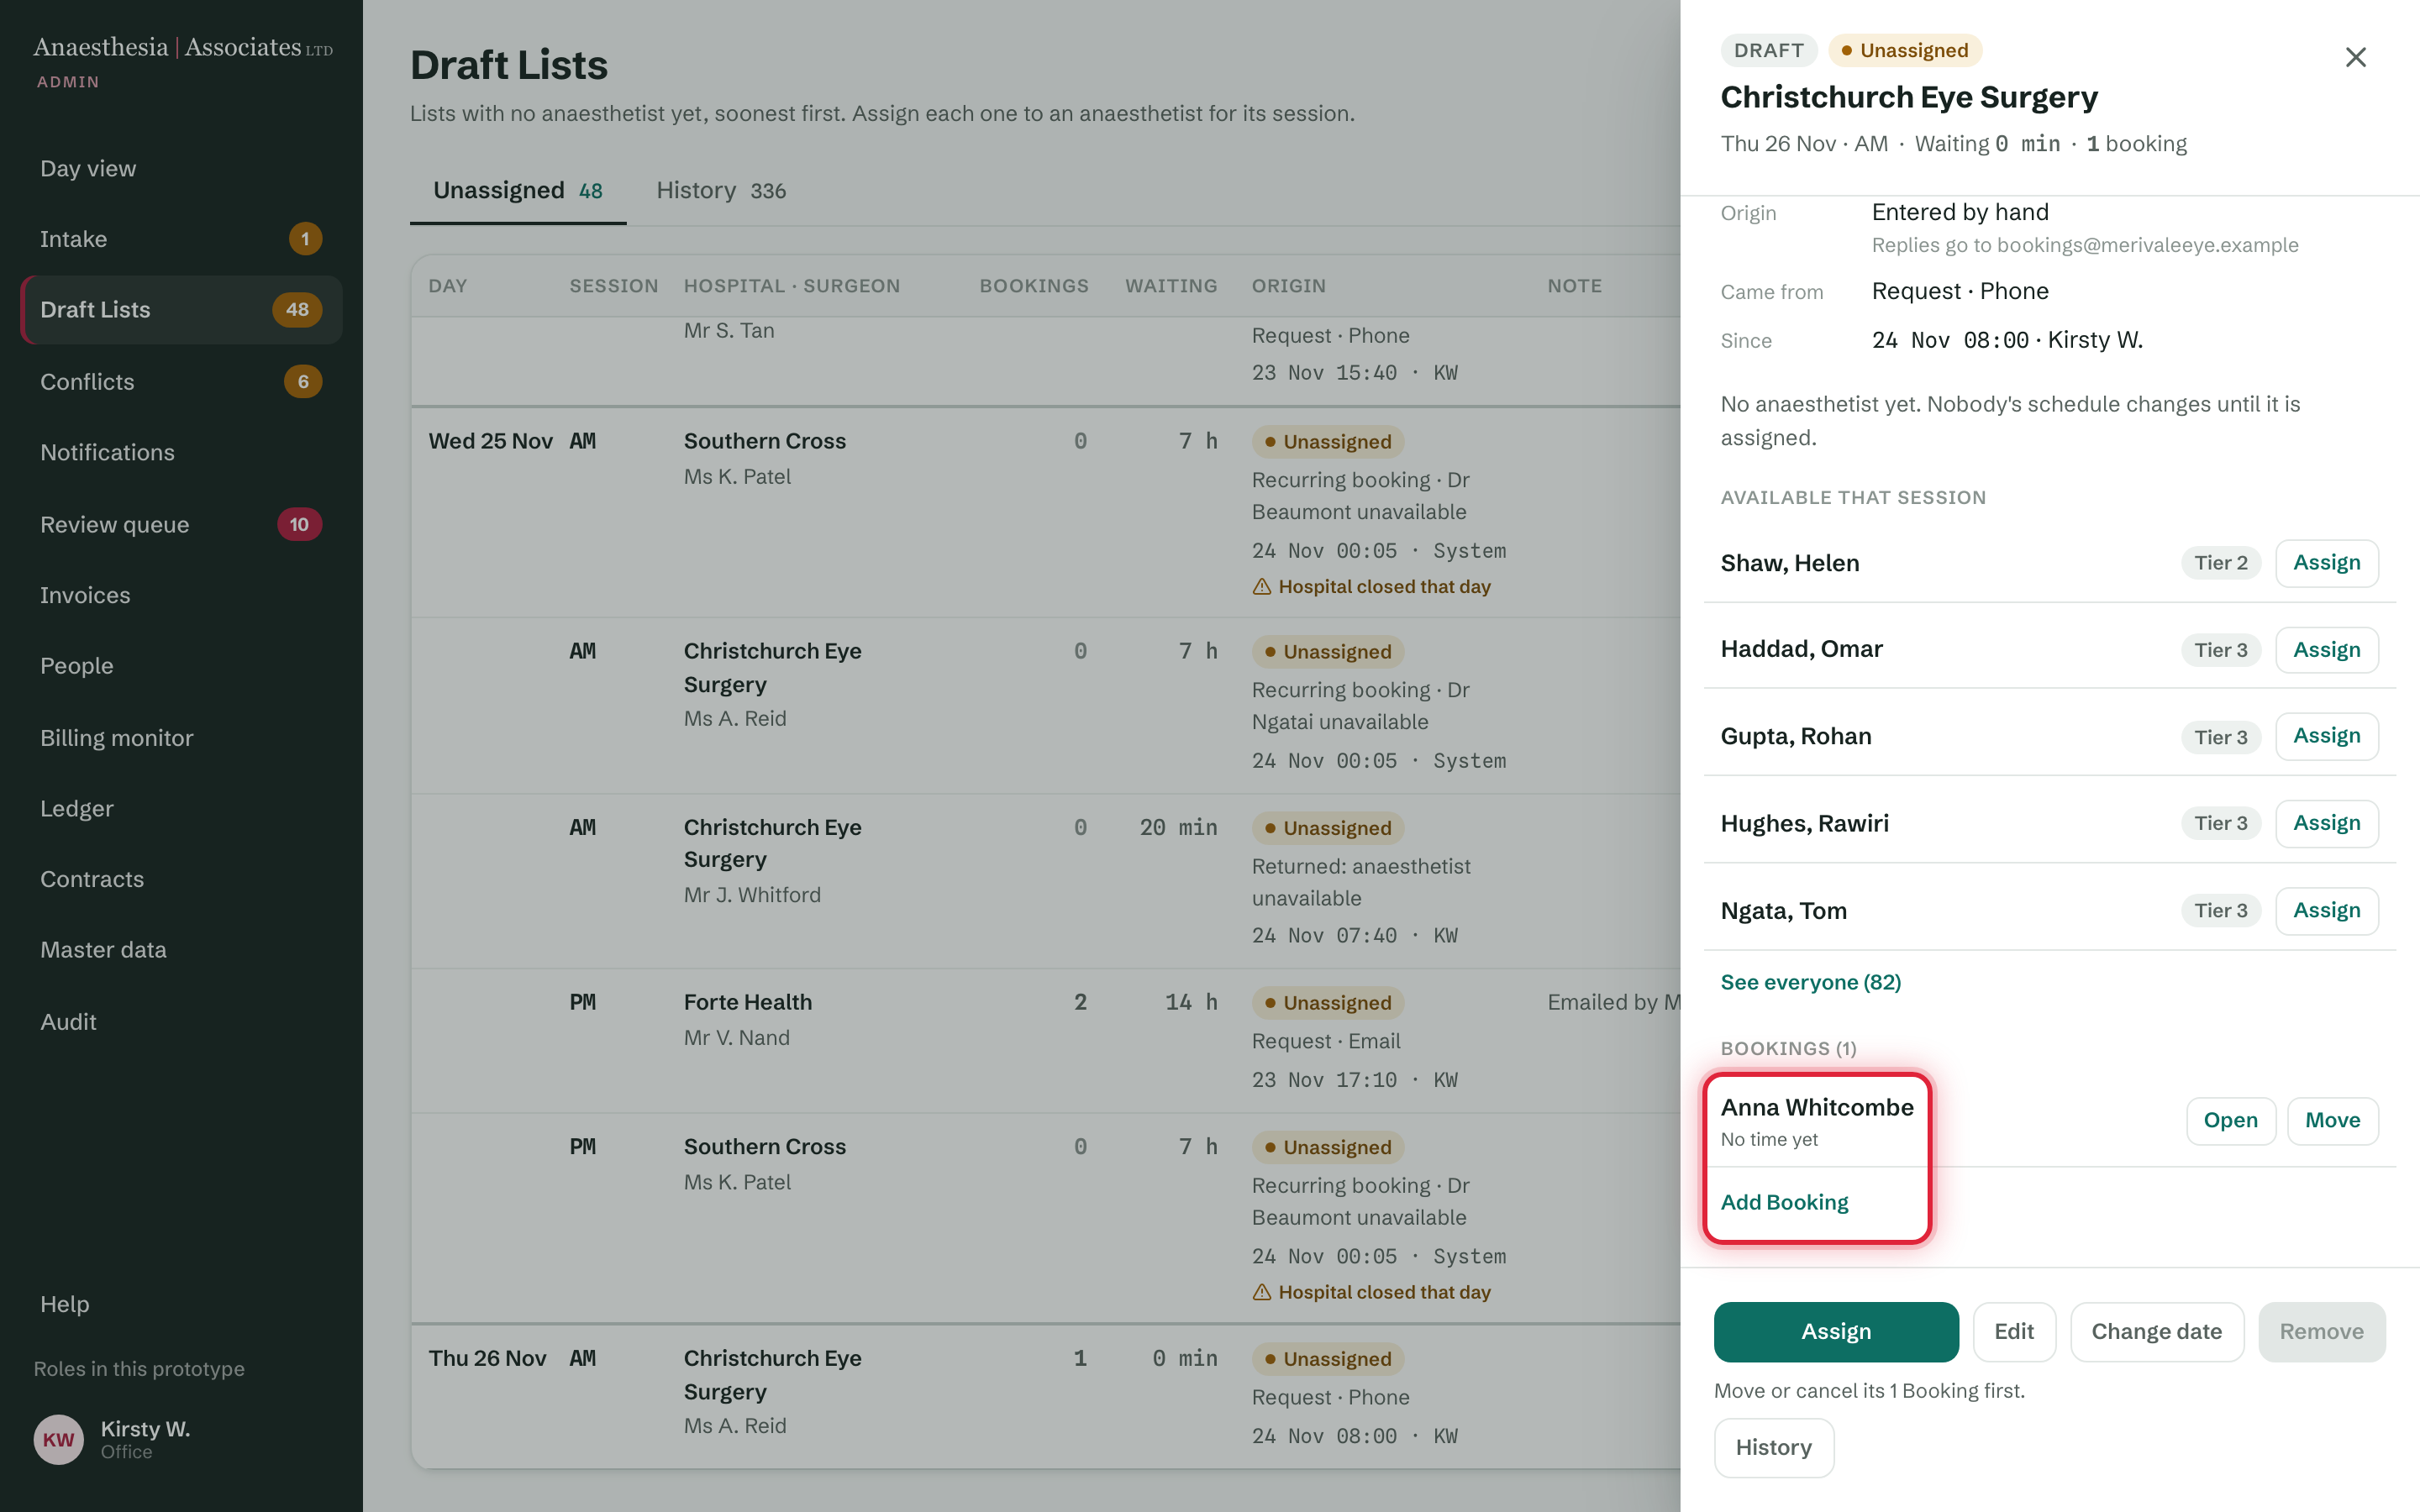 Anaesthesia | Associates LTD
ADMIN
Day view
Intake 1
Draft Lists 48
Conflicts 6
Notifications
Review queue 10
Invoices
People
Billing monitor
Ledger
Contracts
Master data
Audit
Help
Roles in this prototype
KW
Kirsty W.
Office
Draft Lists
Lists with no anaesthetist yet, soonest first. Assign each one to an anaesthetist for its session.
Unassigned 48 History 336
DAY SESSION HOSPITAL · SURGEON BOOKINGS WAITING ORIGIN NOTE
Mr S. Tan
Request · Phone
23 Nov 15:40 · KW
Wed 25 Nov AM Southern Cross 0 7 h Unassigned
Ms K. Patel
Recurring booking · Dr
Beaumont unavailable
24 Nov 00:05 · System
Hospital closed that day
AM Christchurch Eye 0 7 h Unassigned
Surgery
Ms A. Reid
Recurring booking · Dr
Ngatai unavailable
24 Nov 00:05 · System
AM Christchurch Eye 0 20 min Unassigned
Surgery
Mr J. Whitford
Returned: anaesthetist
unavailable
24 Nov 07:40 · KW
PM Forte Health 2 14 h Unassigned Emailed by M
Mr V. Nand
Request · Email
23 Nov 17:10 · KW
PM Southern Cross 0 7 h Unassigned
Ms K. Patel
Recurring booking · Dr
Beaumont unavailable
24 Nov 00:05 · System
Hospital closed that day
Thu 26 Nov AM Christchurch Eye 1 0 min Unassigned
Surgery
Ms A. Reid
Request · Phone
24 Nov 08:00 · KW
DRAFT Unassigned
Christchurch Eye Surgery
Thu 26 Nov · AM · Waiting 0 min · 1 booking
Origin Entered by hand
Replies go to bookings@merivaleeye.example
Came from Request · Phone
Since 24 Nov 08:00 · Kirsty W.
No anaesthetist yet. Nobody's schedule changes until it is
assigned.
AVAILABLE THAT SESSION
Shaw, Helen Tier 2 Assign
Haddad, Omar Tier 3 Assign
Gupta, Rohan Tier 3 Assign
Hughes, Rawiri Tier 3 Assign
Ngata, Tom Tier 3 Assign
See everyone (82)
BOOKINGS (1)
Anna Whitcombe Open Move
No time yet
Add Booking
Assign Edit Change date Remove
Move or cancel its 1 Booking first.
History